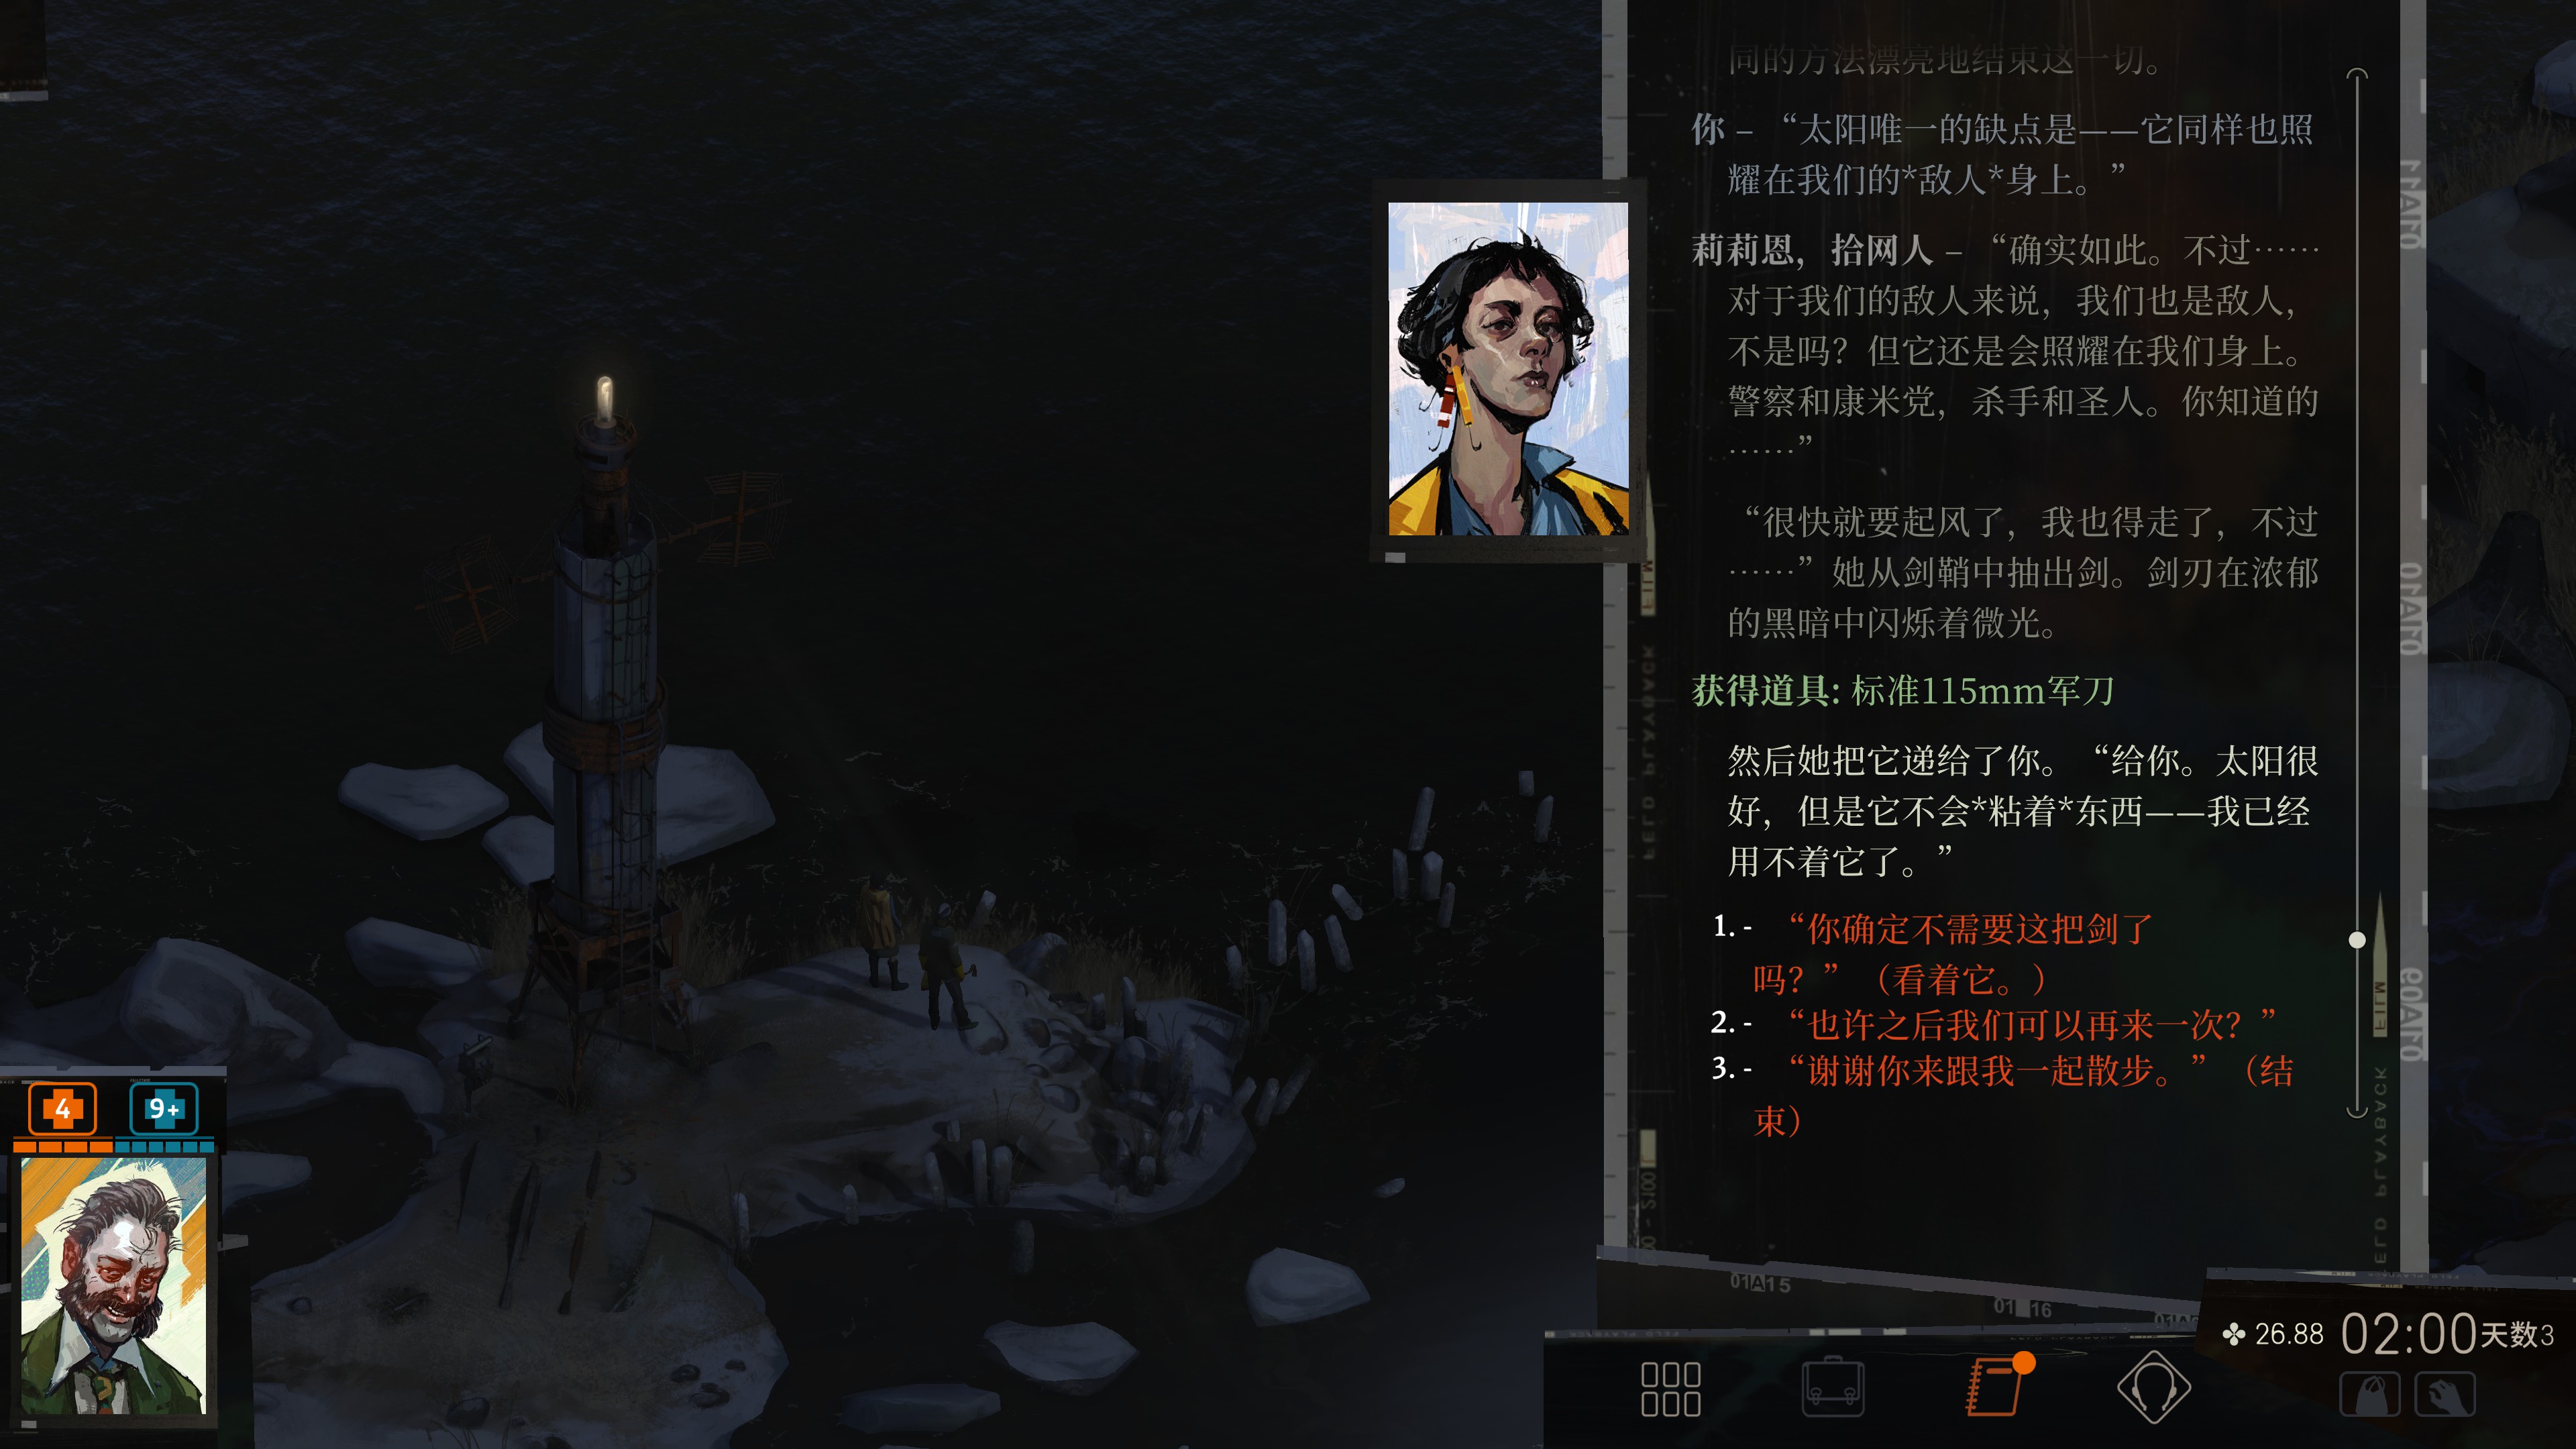 同的方法漂亮地结束这一切。
你 – “太阳唯一的缺点是——它同样也照
耀在我们的*敌人*身上。”
莉莉恩，拾网人 – “确实如此。不过……
对于我们的敌人来说，我们也是敌人，
不是吗？但它还是会照耀在我们身上。
警察和康米党，杀手和圣人。你知道的
……”
“很快就要起风了，我也得走了，不过
……”她从剑鞘中抽出剑。剑刃在浓郁
的黑暗中闪烁着微光。
获得道具: 标准115mm军刀
然后她把它递给了你。“给你。太阳很
好，但是它不会*粘着*东西——我已经
用不着它了。”
1. - “你确定不需要这把剑了
吗？”（看着它。）
2. - “也许之后我们可以再来一次？”
3. - “谢谢你来跟我一起散步。”（结
束）
4
9+
FILM
FIELD PLAYBACK
FILM
FIELD PLAYBACK
01A15
01 16
26.88
02:00天数3